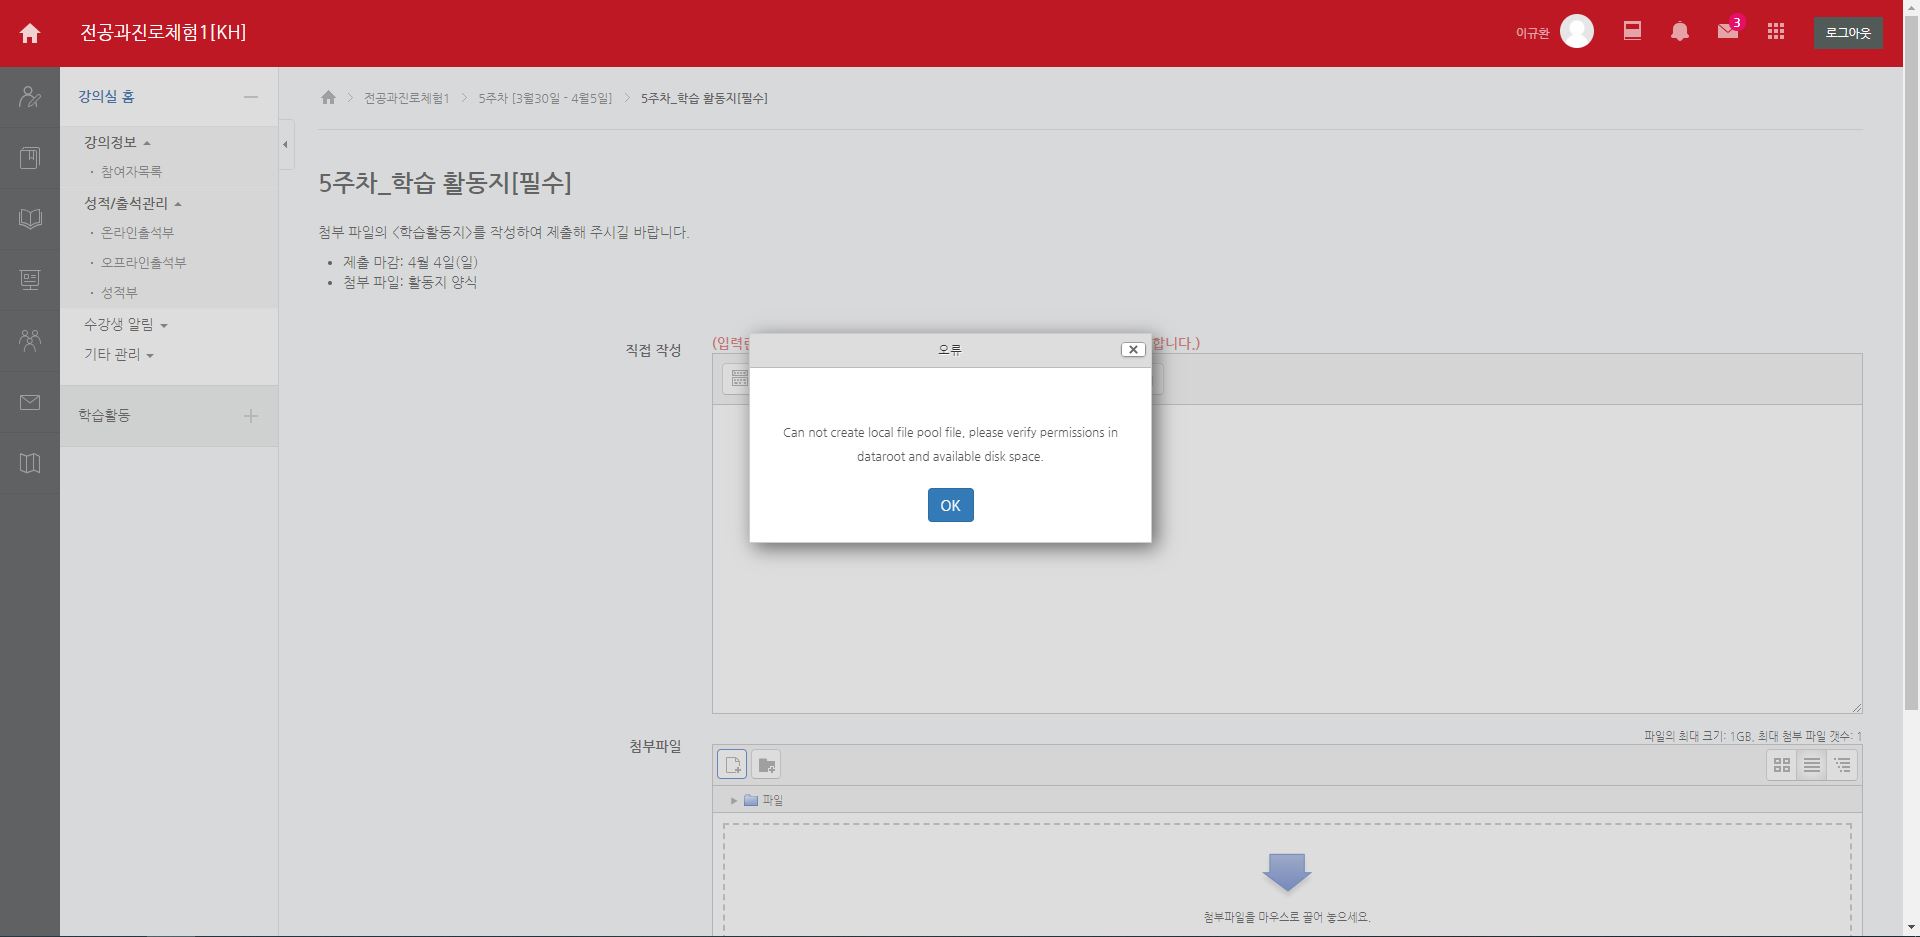 전공과진로체험1[KH]
이규환
3
로그아웃
강의실 홈
강의정보
· 참여자목록
성적/출석관리
· 온라인출석부
· 오프라인출석부
· 성적부
수강생 알림
기타 관리
학습활동
전공과진로체험1 > 5주차 [3월30일 - 4월5일] > 5주차_학습 활동지[필수]
5주차_학습 활동지[필수]
첨부 파일의 <학습활동지>를 작성하여 제출해 주시길 바랍니다.
• 제출 마감: 4월 4일(일)
• 첨부 파일: 활동지 양식
직접 작성
합니다.)
오류
Can not create local file pool file, please verify permissions in
dataroot and available disk space.
OK
첨부파일
파일의 최대 크기: 1GB, 최대 첨부 파일 갯수: 1
파일
첨부파일을 마우스로 끌어 놓으세요.